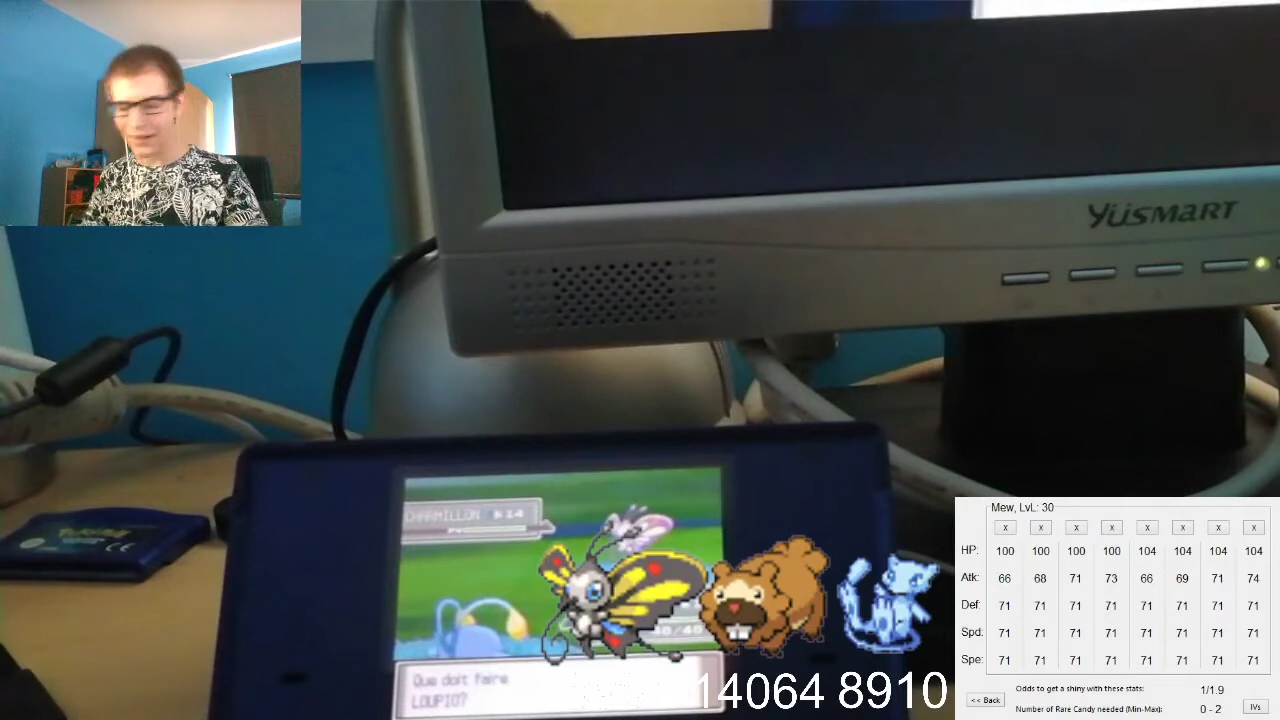 YÜSMART
CHARMILLON 14
48/48
Que doit faire
LOUPIO?
14064 8910
Mew, LvL: 30
x x x x x x x x
HP: 100 100 100 100 104 104 104 104
Atk: 66 68 71 73 66 69 71 74
Def: 71 71 71 71 71 71 71 71
Spd: 71 71 71 71 71 71 71 71
Spe: 71 71 71 71 71 71 71 71
Odds to get a shiny with these stats: 1/1.9
<< Back
Number of Rare Candy needed (Min-Max): 0 - 2
IVs